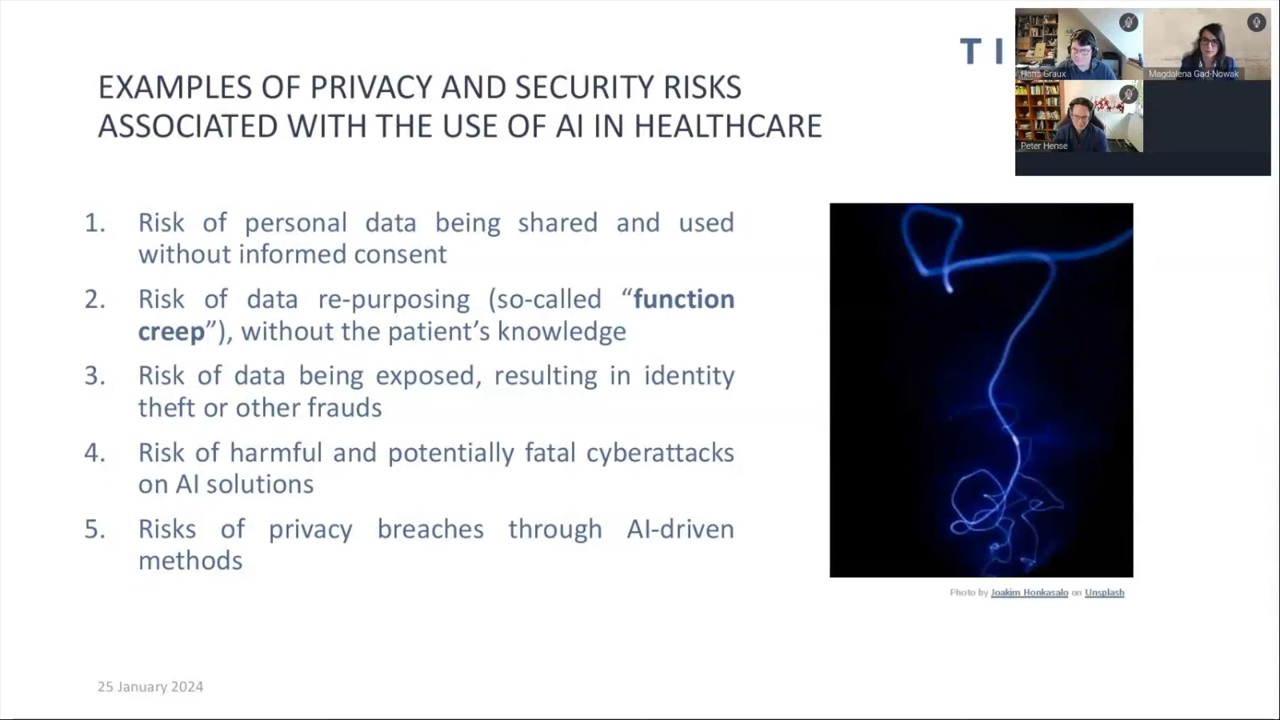 TI
EXAMPLES OF PRIVACY AND SECURITY RISKS
ASSOCIATED WITH THE USE OF AI IN HEALTHCARE
Hans Graux
Magdalena Gad-Nowak
Peter Hense
1. Risk of personal data being shared and used
without informed consent
2. Risk of data re-purposing (so-called “function
creep”), without the patient’s knowledge
3. Risk of data being exposed, resulting in identity
theft or other frauds
4. Risk of harmful and potentially fatal cyberattacks
on AI solutions
5. Risks of privacy breaches through AI-driven
methods
Photo by Joakim Honkasalo on Unsplash
25 January 2024